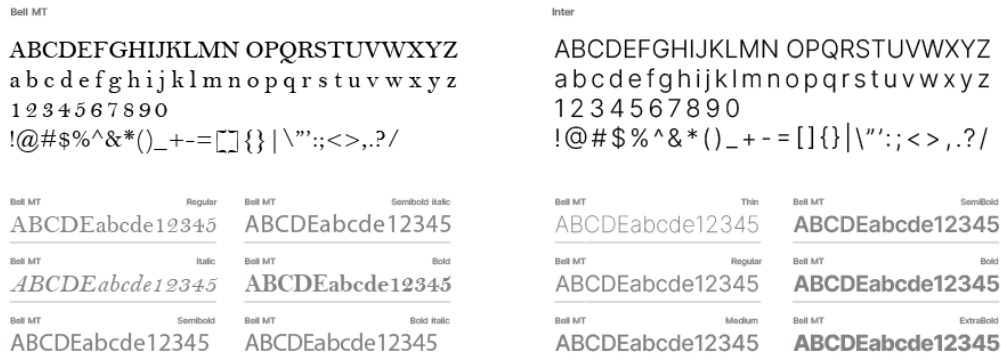 Bell MT
ABCDEFGHIJKLMN OPQRSTUVWXYZ
a b c d e f g h i j k l m n o p q r s t u v w x y z
1 2 3 4 5 6 7 8 9 0
!@#$%^&*()_+-=[]{}|\”’:;<>,.?/
Bell MT Regular
ABCDEabcde12345
Bell MT Semibold italic
ABCDEabcde12345
Bell MT Italic
ABCDEabcde12345
Bell MT Bold
ABCDEabcde12345
Bell MT Semibold
ABCDEabcde12345
Bell MT Bold italic
ABCDEabcde12345
Inter
ABCDEFGHIJKLMN OPQRSTUVWXYZ
a b c d e f g h i j k l m n o p q r s t u v w x y z
1 2 3 4 5 6 7 8 9 0
!@#$%^&*()_+-=[]{}|\”’:;<>,.?/
Bell MT Thin
ABCDEabcde12345
Bell MT SemiBold
ABCDEabcde12345
Bell MT Regular
ABCDEabcde12345
Bell MT Bold
ABCDEabcde12345
Bell MT Medium
ABCDEabcde12345
Bell MT ExtraBold
ABCDEabcde12345